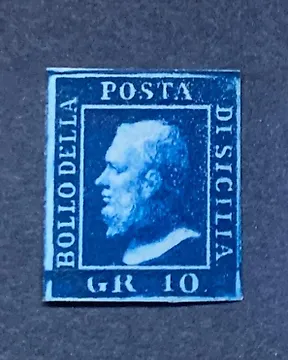 BOLLO DELLA
POSTA
DI SICILIA
GR. 10.